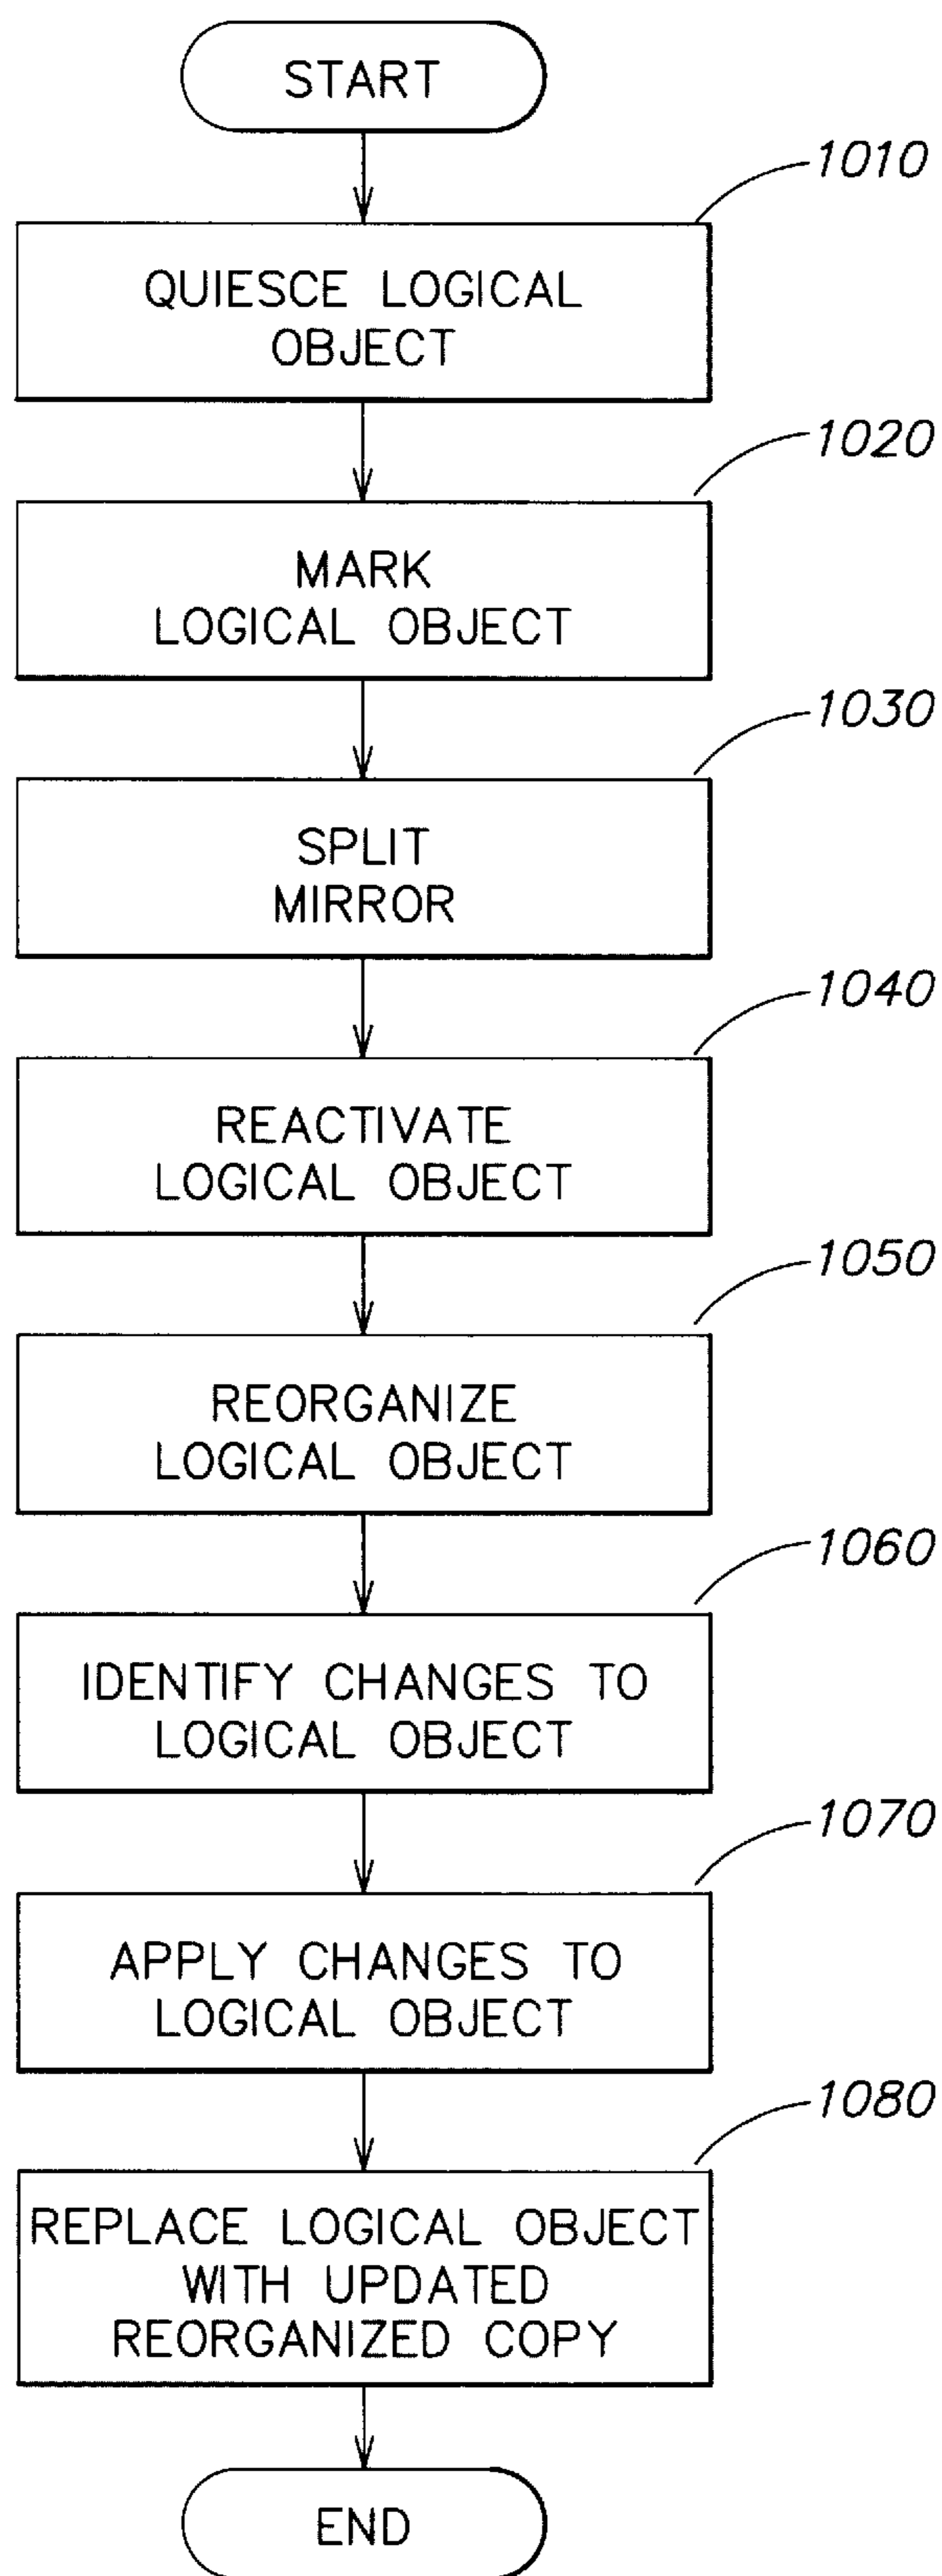 START
1010
QUIESCE LOGICAL
OBJECT
1020
MARK
LOGICAL OBJECT
1030
SPLIT
MIRROR
1040
REACTIVATE
LOGICAL OBJECT
1050
REORGANIZE
LOGICAL OBJECT
1060
IDENTIFY CHANGES TO
LOGICAL OBJECT
1070
APPLY CHANGES TO
LOGICAL OBJECT
1080
REPLACE LOGICAL OBJECT
WITH UPDATED
REORGANIZED COPY
END